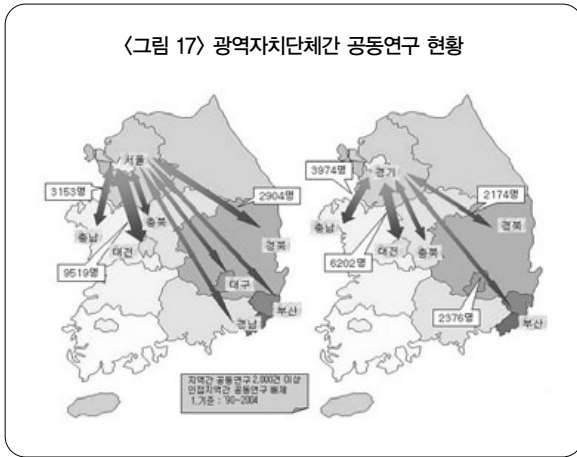 〈그림 17〉 광역자치단체간 공동연구 현황
서울
3153명
2904명
충북
충남
경북
대전
9519명
대구
부산
경남
경기
3974명
2174명
충남
경북
6202명
대전
충북
2376명
부산
지역간 공동연구 2,000건 이상
인접지역간 공동연구 배제
1,기준 : '90~2004